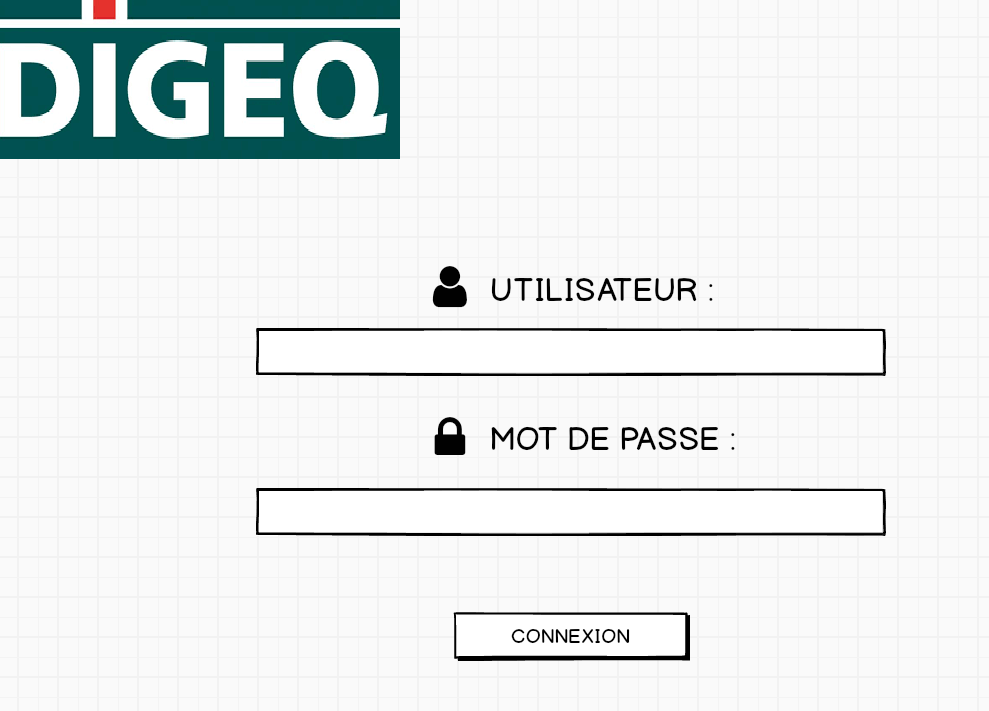 DIGEQ
UTILISATEUR :
MOT DE PASSE :
CONNEXION